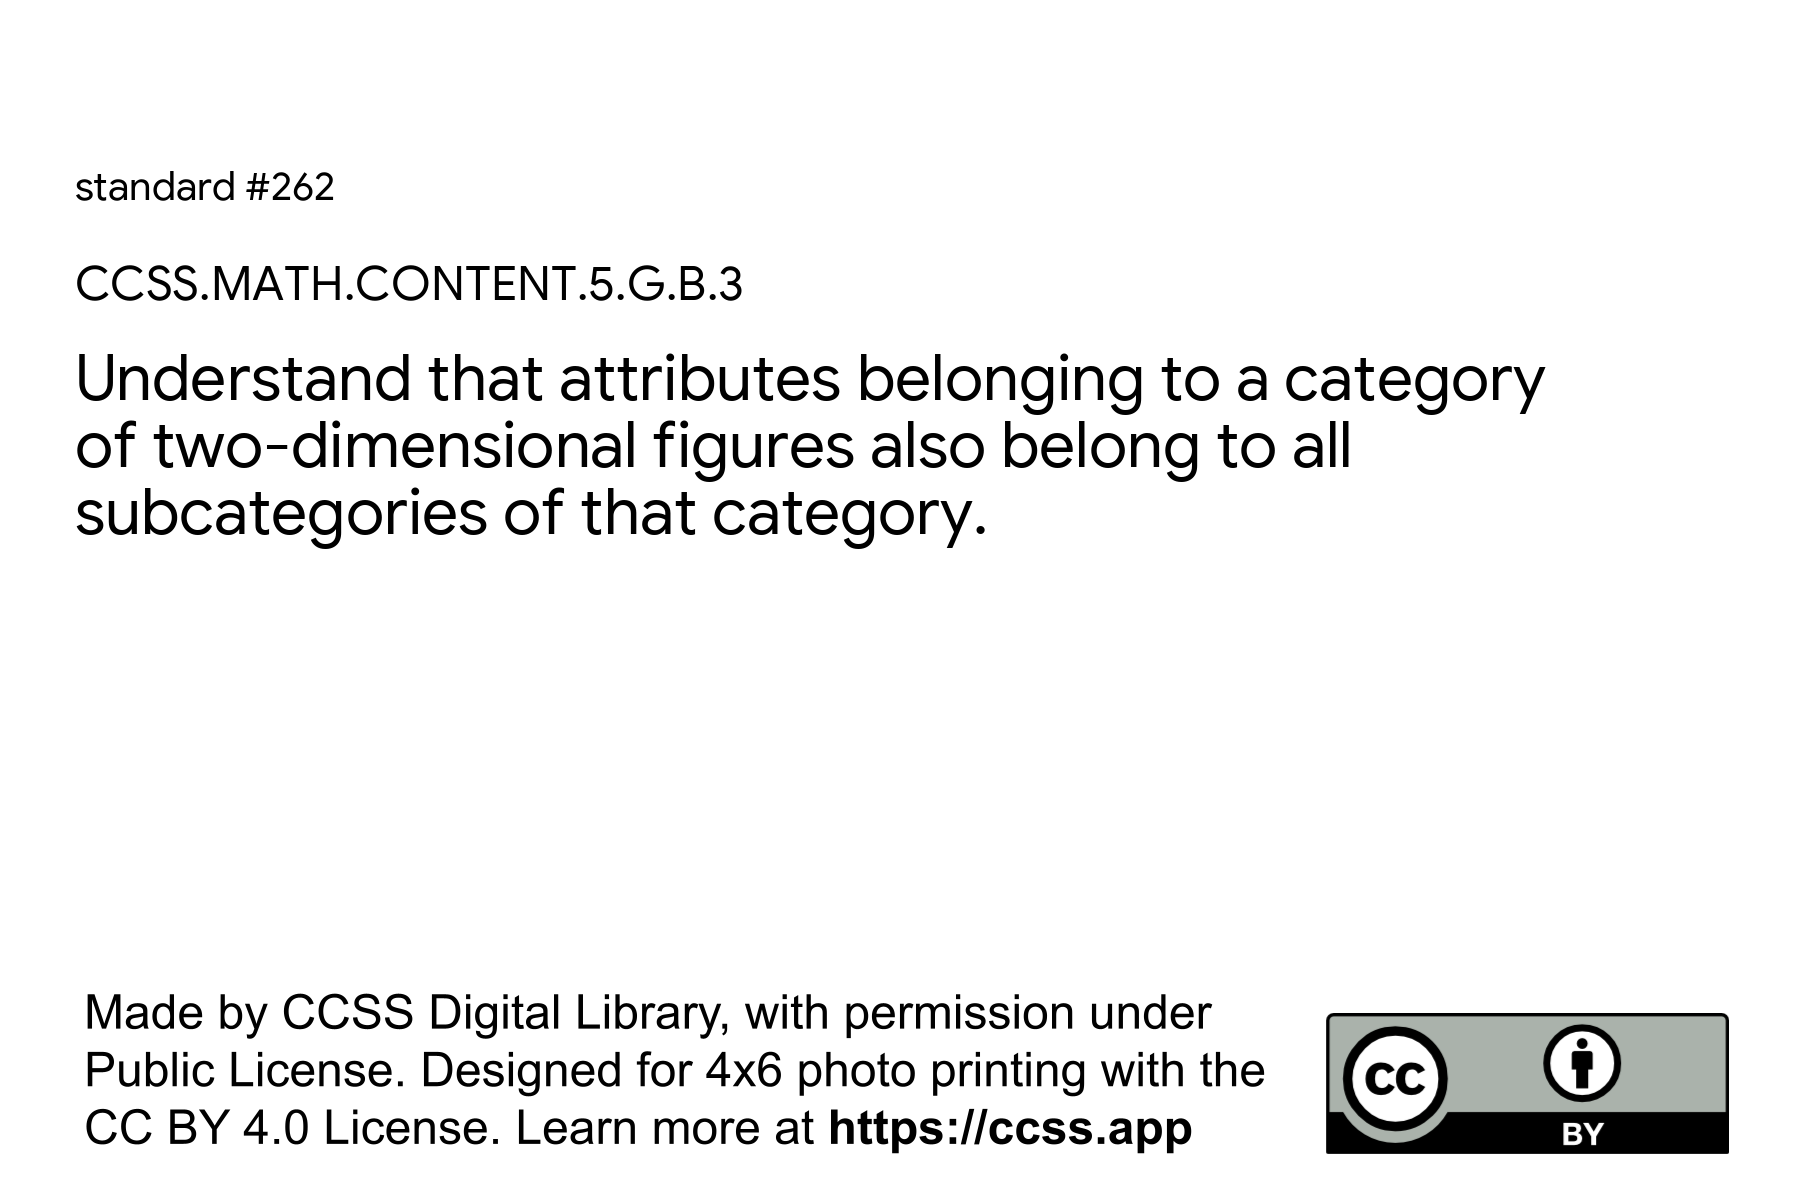 standard #262
CCSS.MATH.CONTENT.5.G.B.3
Understand that attributes belonging to a category
of two-dimensional figures also belong to all
subcategories of that category.
Made by CCSS Digital Library, with permission under
Public License. Designed for 4x6 photo printing with the
CC BY 4.0 License. Learn more at https://ccss.app
CC
BY